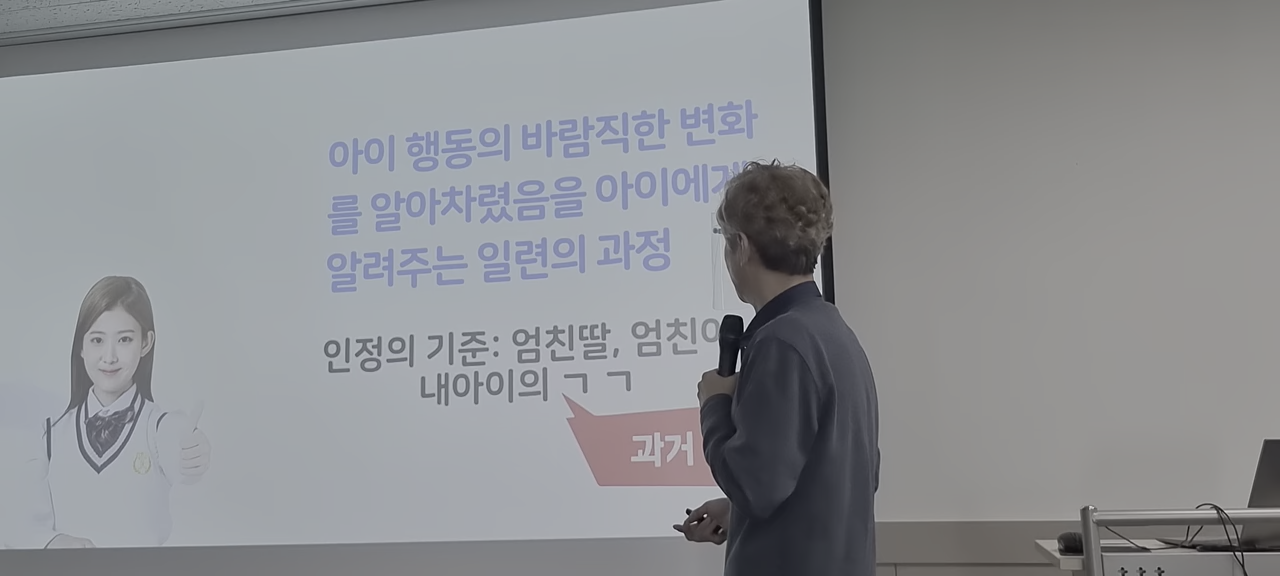 아이 행동의 바람직한 변화
를 알아차렸음을 아이에게
알려주는 일련의 과정
인정의 기준: 엄친딸,
내아이의 ㄱ ㄱ
과거